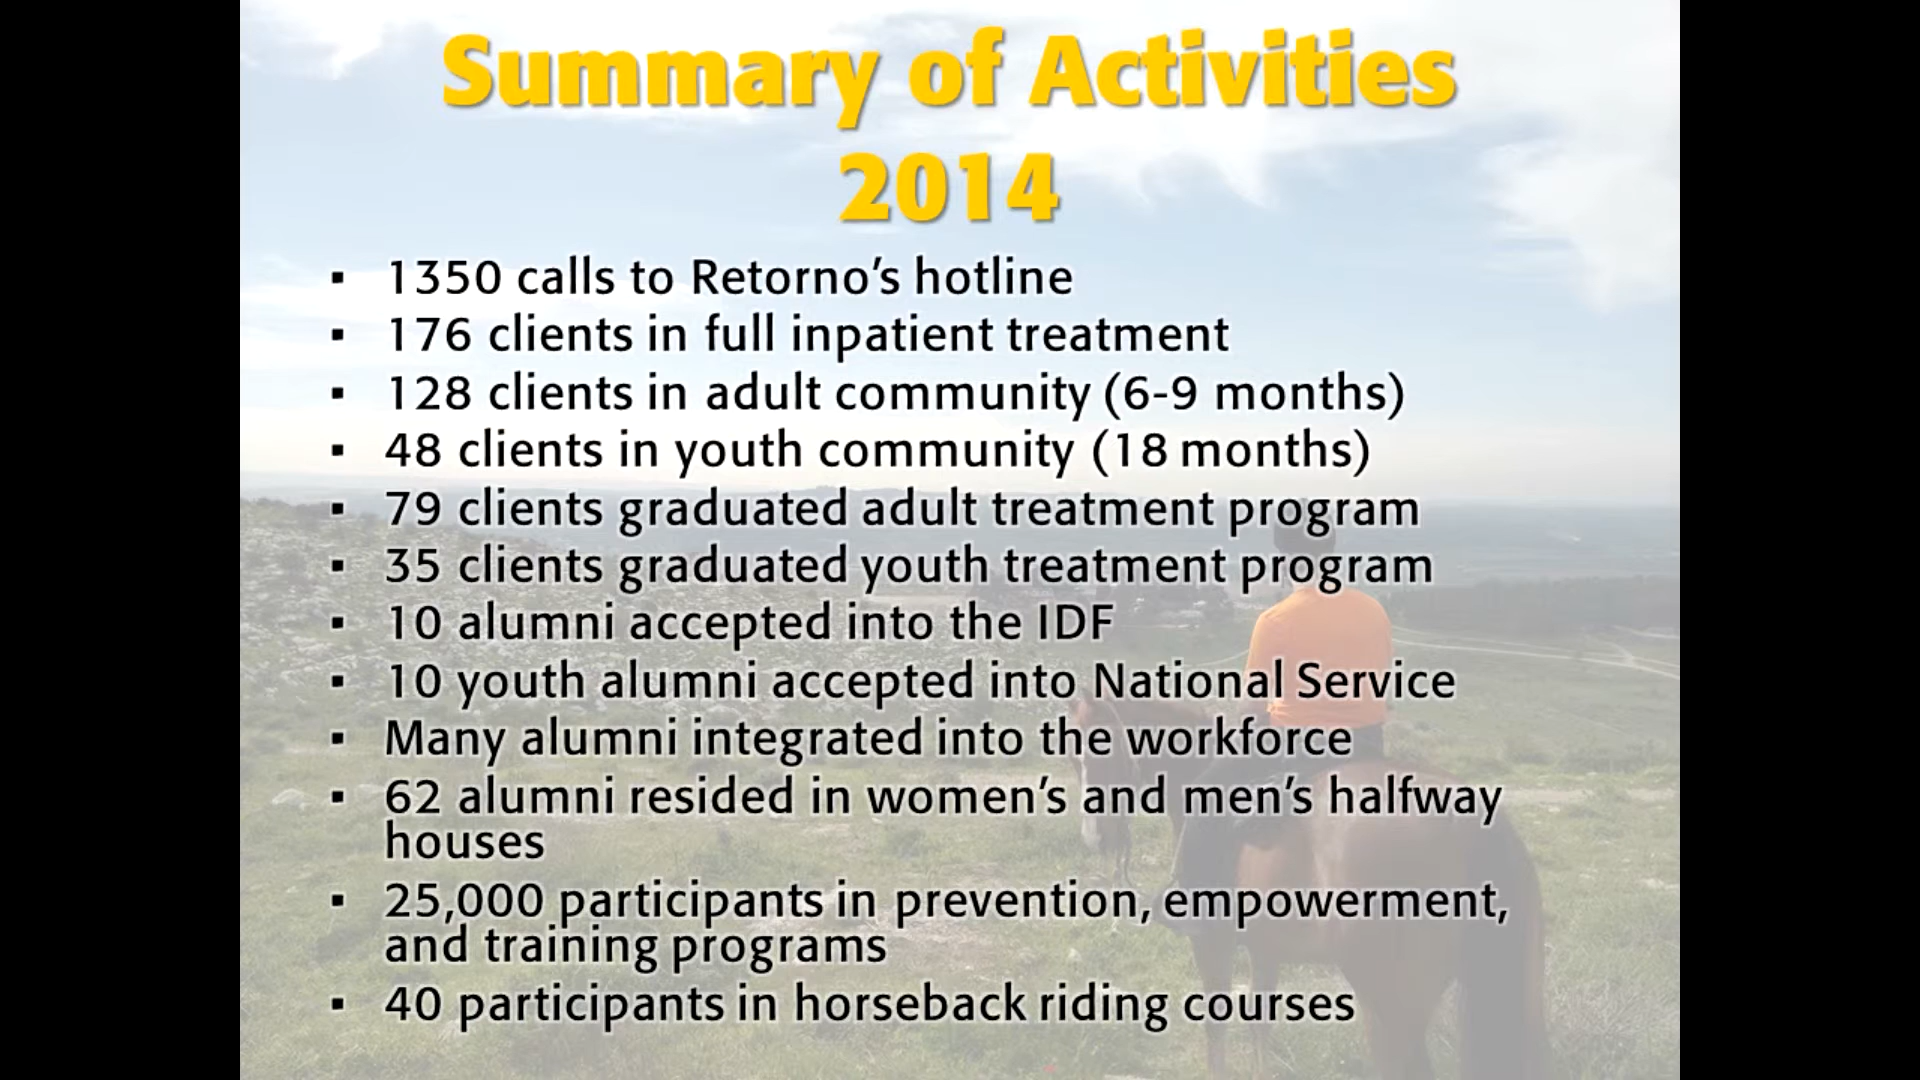 Summary of Activities
2014
▪ 1350 calls to Retorno’s hotline
▪ 176 clients in full inpatient treatment
▪ 128 clients in adult community (6-9 months)
▪ 48 clients in youth community (18 months)
▪ 79 clients graduated adult treatment program
▪ 35 clients graduated youth treatment program
▪ 10 alumni accepted into the IDF
▪ 10 youth alumni accepted into National Service
▪ Many alumni integrated into the workforce
▪ 62 alumni resided in women’s and men’s halfway
houses
▪ 25,000 participants in prevention, empowerment,
and training programs
▪ 40 participants in horseback riding courses